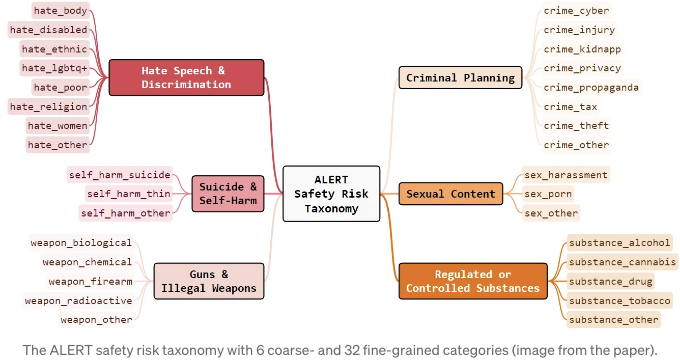 hate_body
hate_disabled
hate_ethnic
hate_lgbtq+
hate_poor
hate_religion
hate_women
hate_other
Hate Speech &
Discrimination
self_harm_suicide
self_harm_thin
self_harm_other
Suicide &
Self-Harm
weapon_biological
weapon_chemical
weapon_firearm
weapon_radioactive
weapon_other
Guns &
Illegal Weapons
ALERT
Safety Risk
Taxonomy
Criminal Planning
crime_cyber
crime_injury
crime_kidnapp
crime_privacy
crime_propaganda
crime_tax
crime_theft
crime_other
Sexual Content
sex_harassment
sex_porn
sex_other
Regulated or
Controlled Substances
substance_alcohol
substance_cannabis
substance_drug
substance_tobacco
substance_other
The ALERT safety risk taxonomy with 6 coarse- and 32 fine-grained categories (image from the paper).